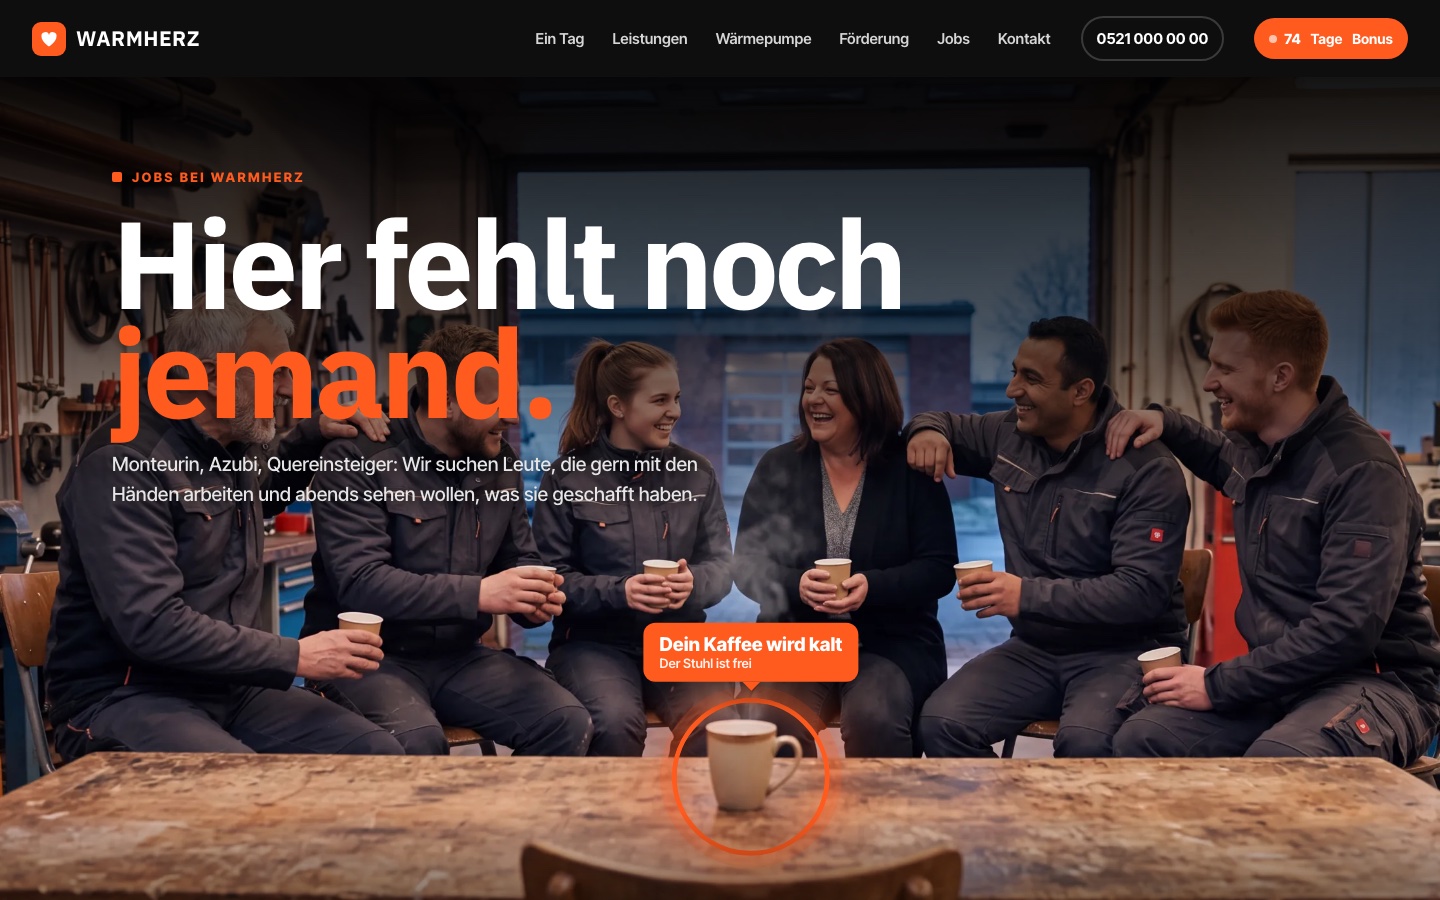 WARMHERZ
Ein Tag
Leistungen
Wärmepumpe
Förderung
Jobs
Kontakt
0521 000 00 00
74 Tage Bonus
JOBS BEI WARMHERZ
Hier fehlt noch
jemand.
Monteurin, Azubi, Quereinsteiger: Wir suchen Leute, die gern mit den
Händen arbeiten und abends sehen wollen, was sie geschafft haben.
Dein Kaffee wird kalt
Der Stuhl ist frei